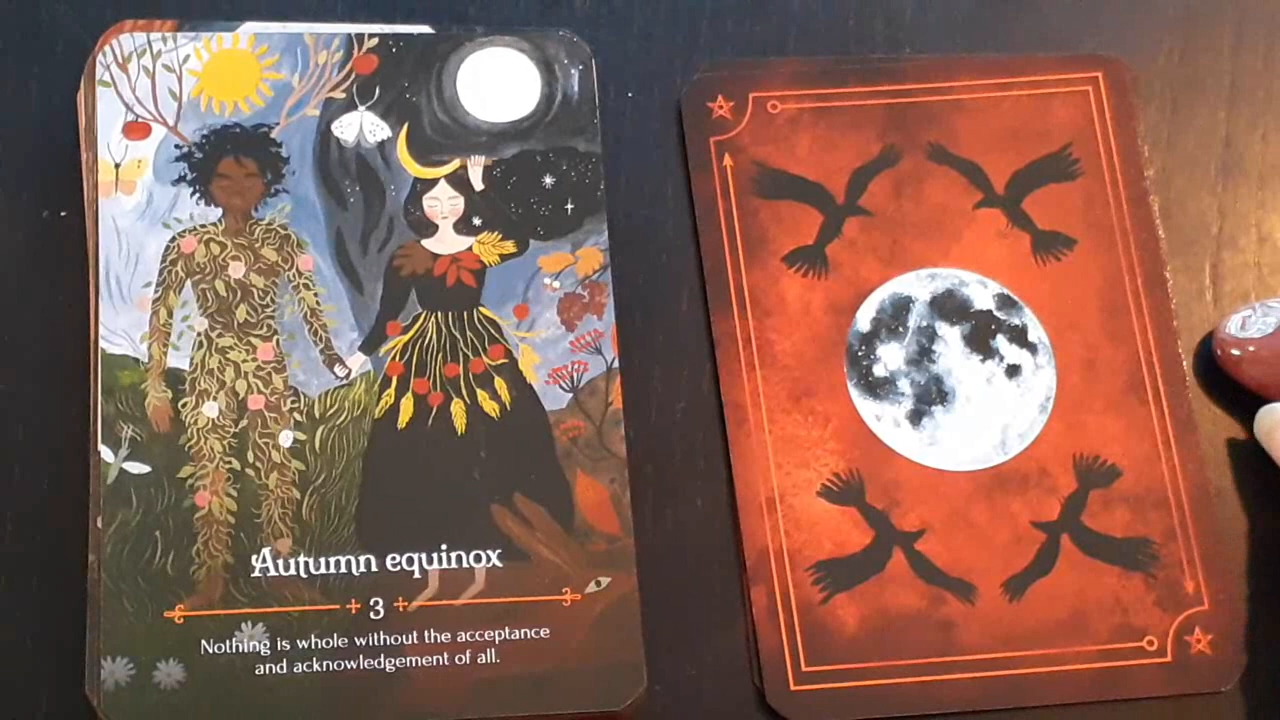 Autumn equinox
3
Nothing is whole without the acceptance
and acknowledgement of all.